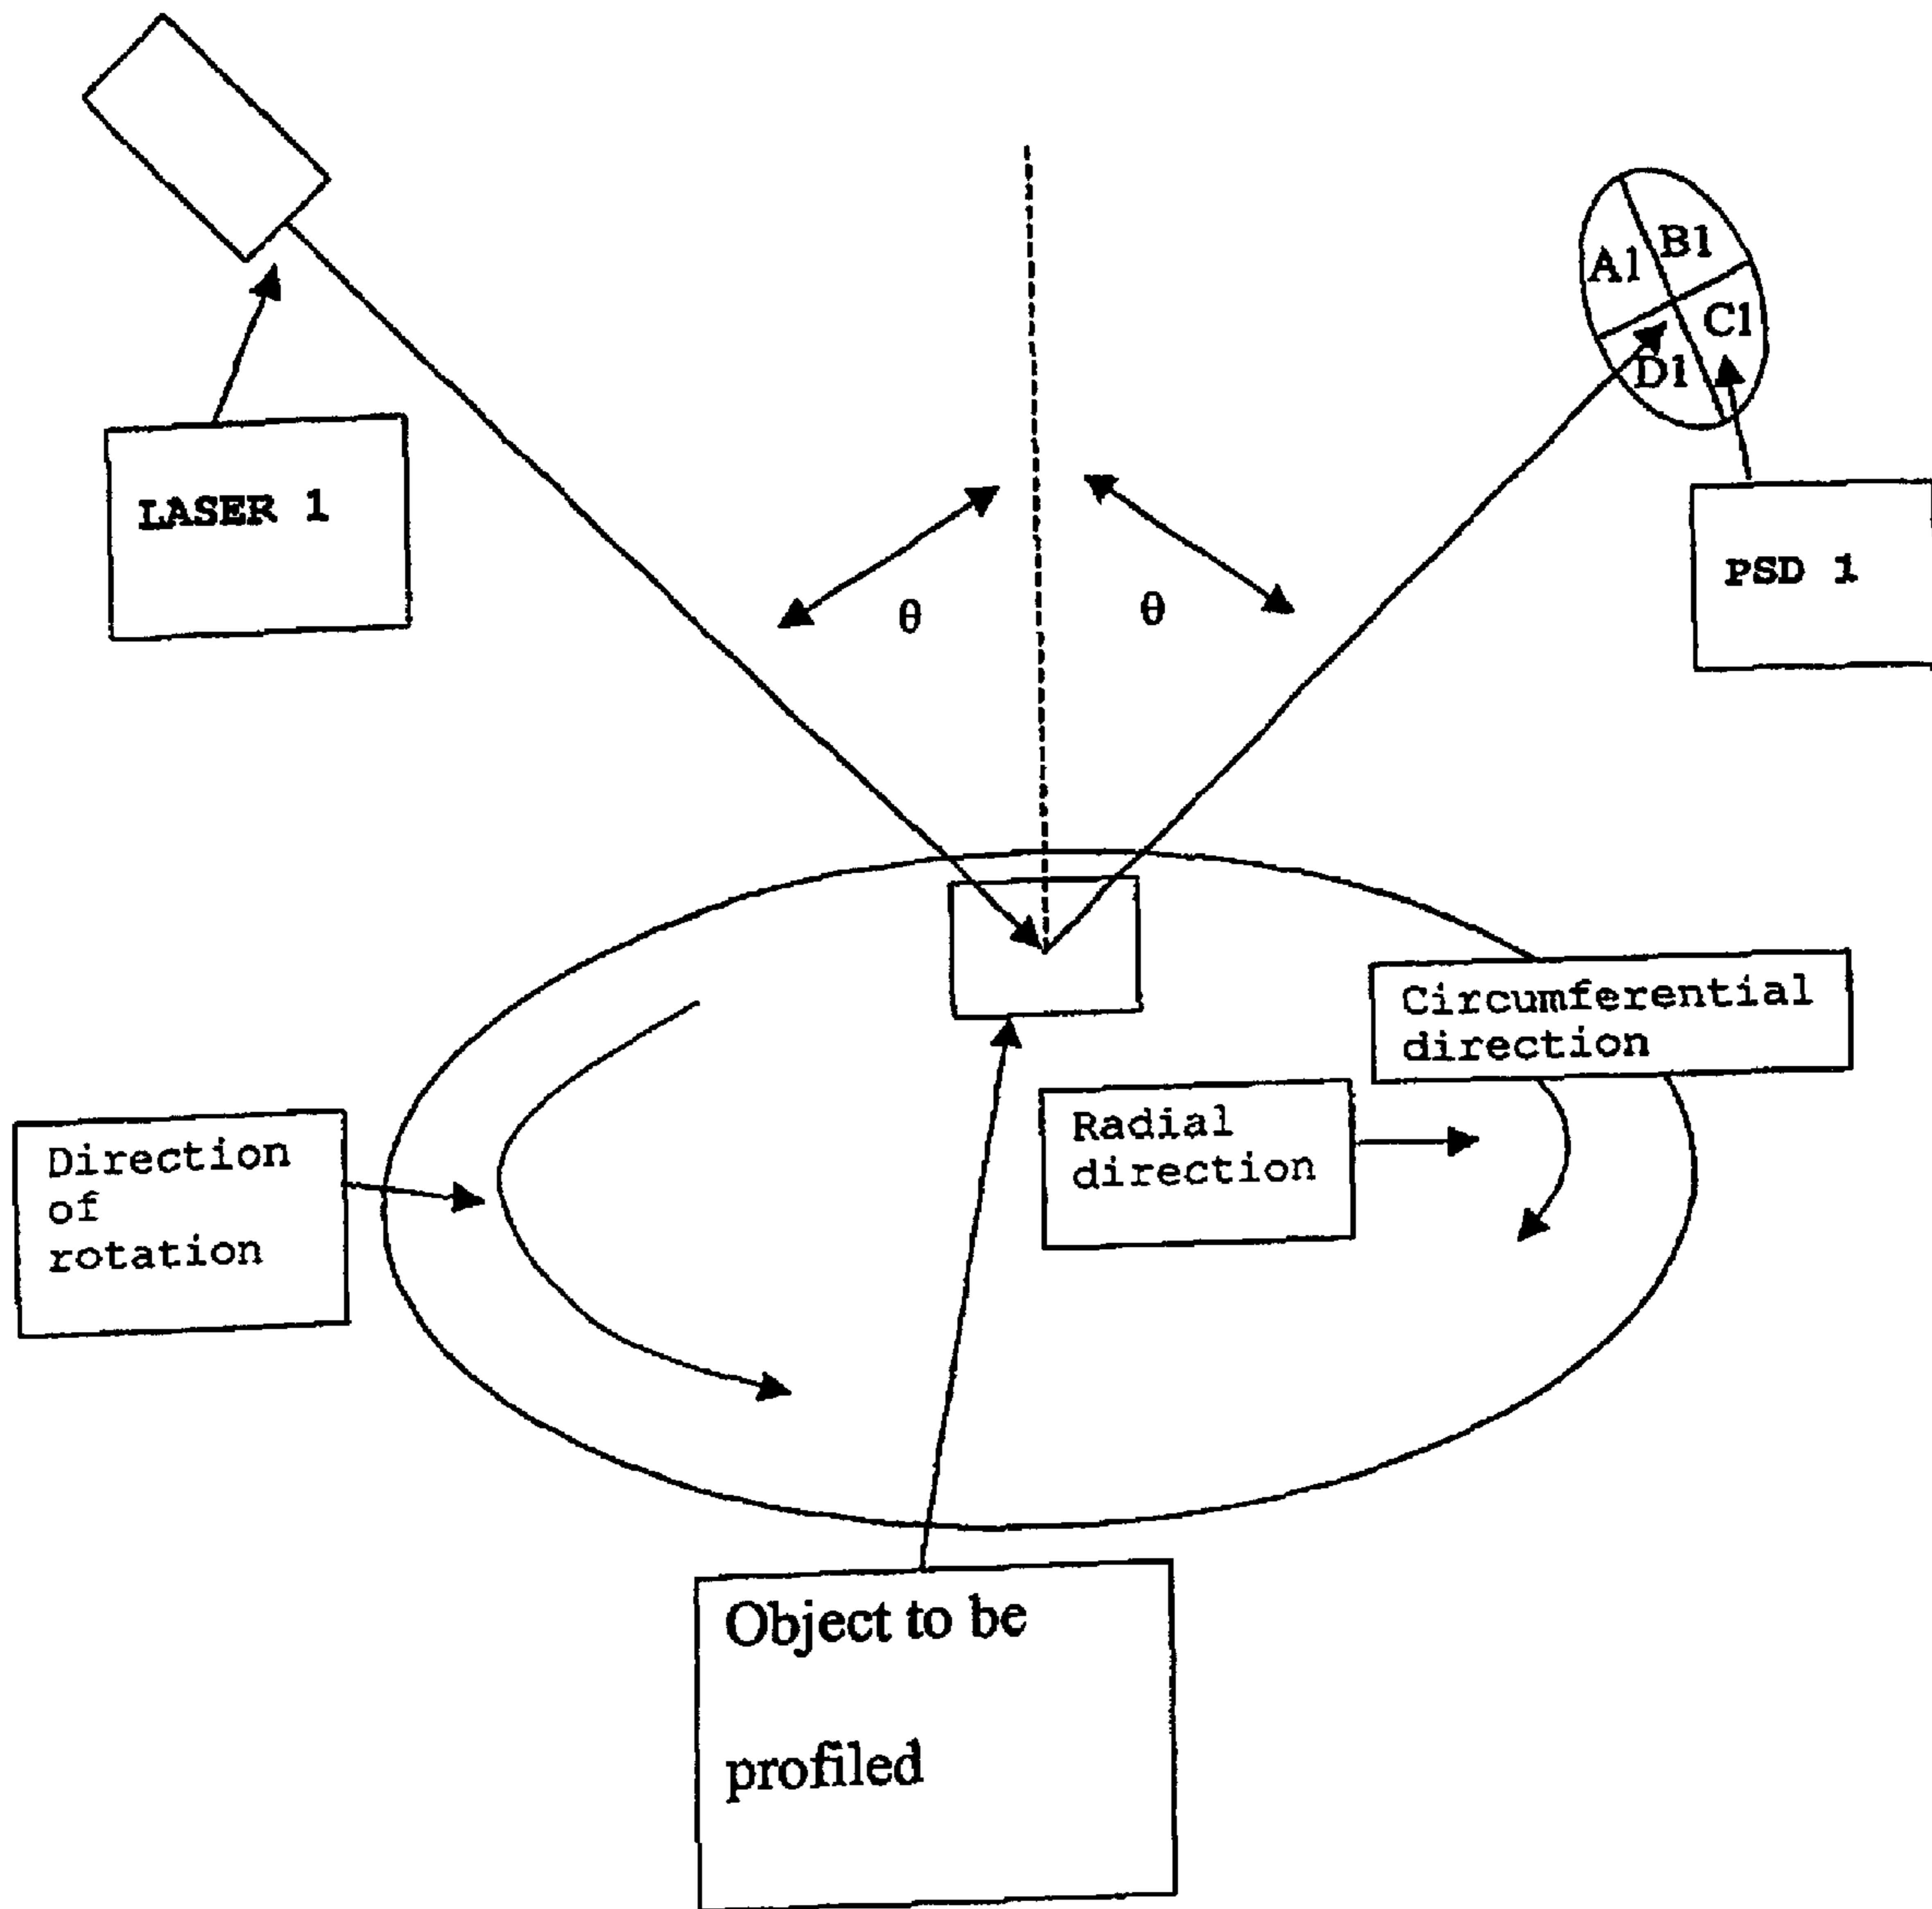 A1
B1
C1
D1
LASER 1
PSD 1
θ
θ
Circumferential
direction
Radial
direction
Direction
of
rotation
Object to be
profiled